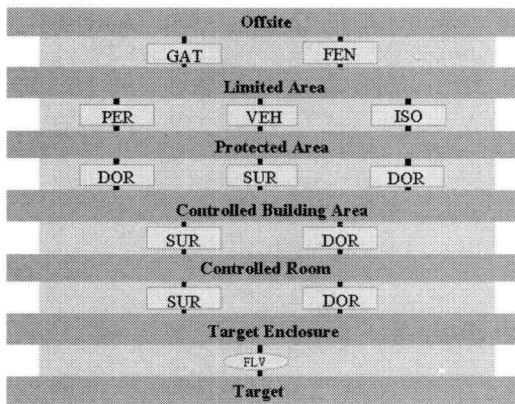 Offsite
GAT FEN
Limited Area
PER VEH ISO
Protected Area
DOR SUR DOR
Controlled Building Area
SUR DOR
Controlled Room
SUR DOR
Target Enclosure
FLV
Target